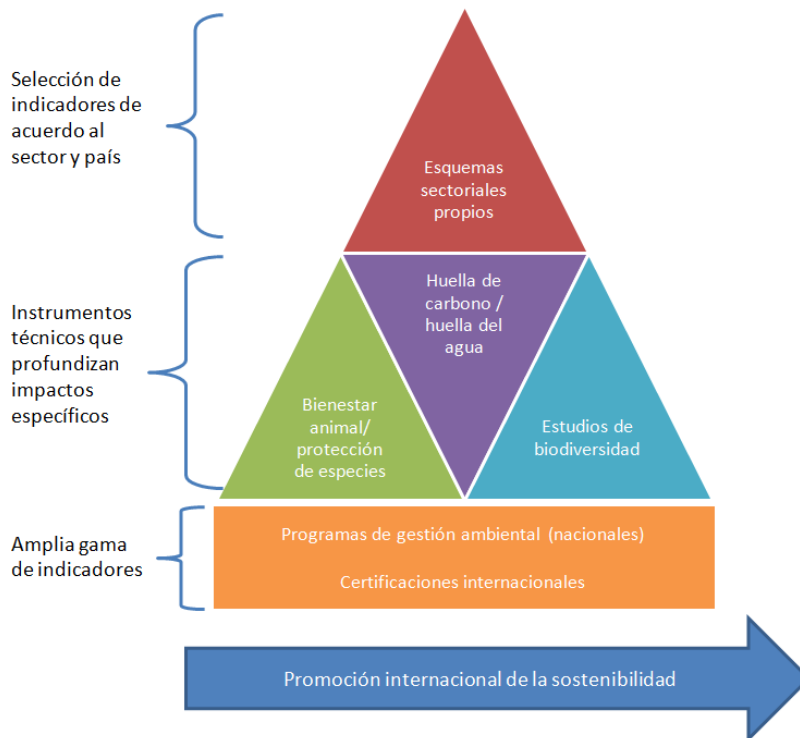 Selección de
indicadores de
acuerdo al
sector y país
Esquemas
sectoriales
propios
Instrumentos
técnicos que
profundizan
impactos
específicos
Huella de
carbono /
huella del
agua
Bienestar
animal/
protección
de especies
Estudios de
biodiversidad
Amplia gama
de indicadores
Programas de gestión ambiental (nacionales)
Certificaciones internacionales
Promoción internacional de la sostenibilidad